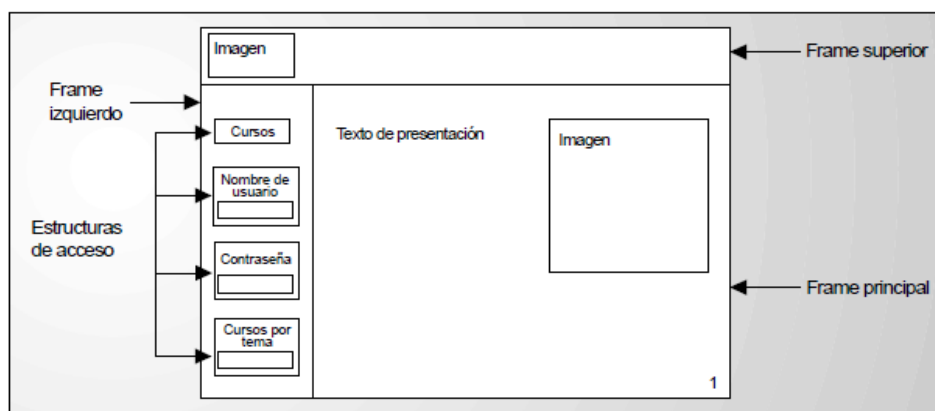 Imagen
Frame superior
Frame
izquierdo
Cursos
Texto de presentación
Imagen
Nombre de
usuario
Estructuras
de acceso
Contraseña
Frame principal
Cursos por
tema
1